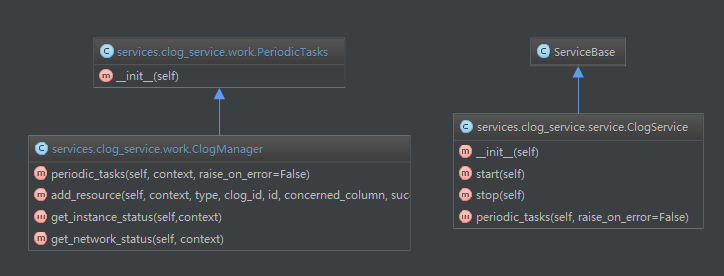 services.clog_service.work.PeriodicTasks
__init__(self)
services.clog_service.work.ClogManager
periodic_tasks(self, context, raise_on_error=False)
add_resource(self, context, type, clog_id, id, concerned_column, suc
get_instance_status(self,context)
get_network_status(self, context)
ServiceBase
services.clog_service.service.ClogService
__init__(self)
start(self)
stop(self)
periodic_tasks(self, raise_on_error=False)